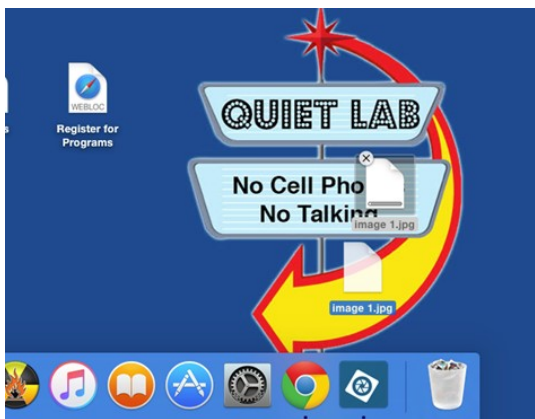 QUIET LAB
WEBLOC
s
Register for
Programs
No Cell Pho
No Talking
image 1.jpg
image 1.jpg